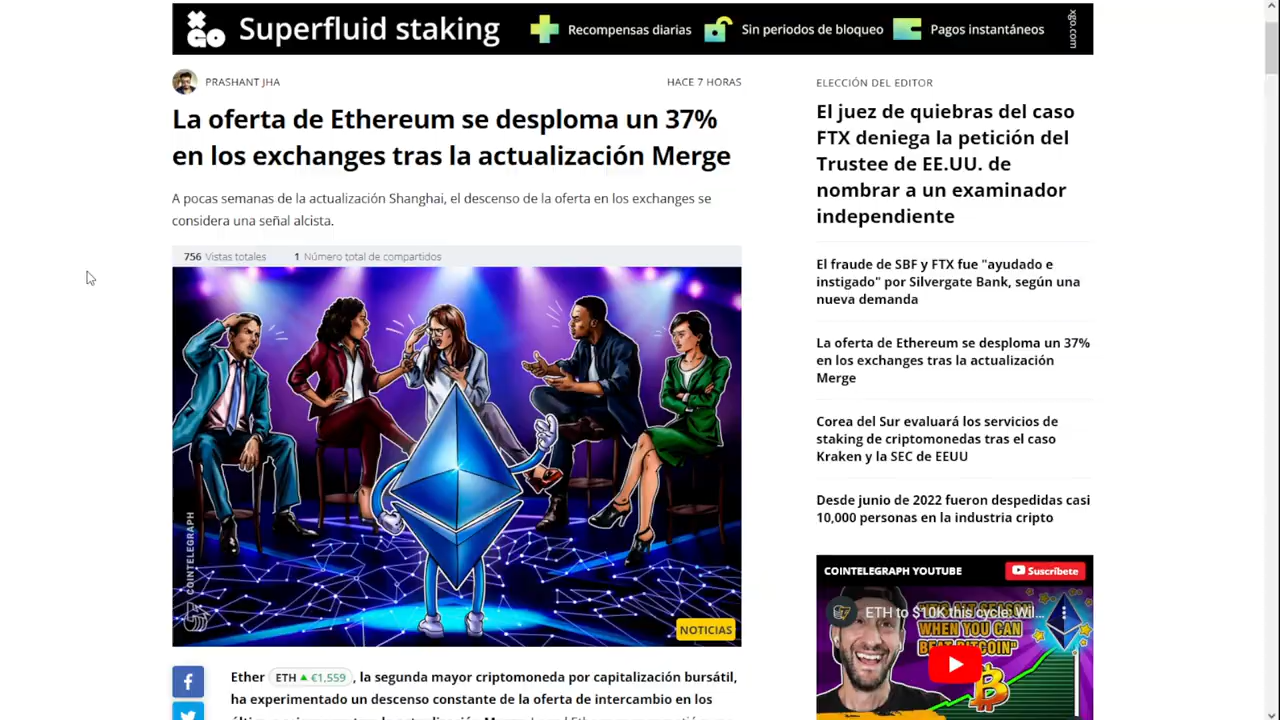 XGO
Superfluid staking
Recompensas diarias
Sin periodos de bloqueo
Pagos instantáneos
xgo.com
PRASHANT JHA
HACE 7 HORAS
La oferta de Ethereum se desploma un 37%
en los exchanges tras la actualización Merge
A pocas semanas de la actualización Shanghai, el descenso de la oferta en los exchanges se
considera una señal alcista.
756 Vistas totales
1 Número total de compartidos
COINTELEGRAPH
NOTICIAS
Ether ETH ▲ €1,559 , la segunda mayor criptomoneda por capitalización bursátil,
ha experimentado un descenso constante de la oferta de intercambio en los
ELECCIÓN DEL EDITOR
El juez de quiebras del caso
FTX deniega la petición del
Trustee de EE.UU. de
nombrar a un examinador
independiente
El fraude de SBF y FTX fue "ayudado e
instigado" por Silvergate Bank, según una
nueva demanda
La oferta de Ethereum se desploma un 37%
en los exchanges tras la actualización
Merge
Corea del Sur evaluará los servicios de
staking de criptomonedas tras el caso
Kraken y la SEC de EEUU
Desde junio de 2022 fueron despedidas casi
10,000 personas en la industria cripto
COINTELEGRAPH YOUTUBE
Suscríbete
ETH to $10K this cycle: Wil...
WHEN YOU CAN
BEAT BITCOIN"